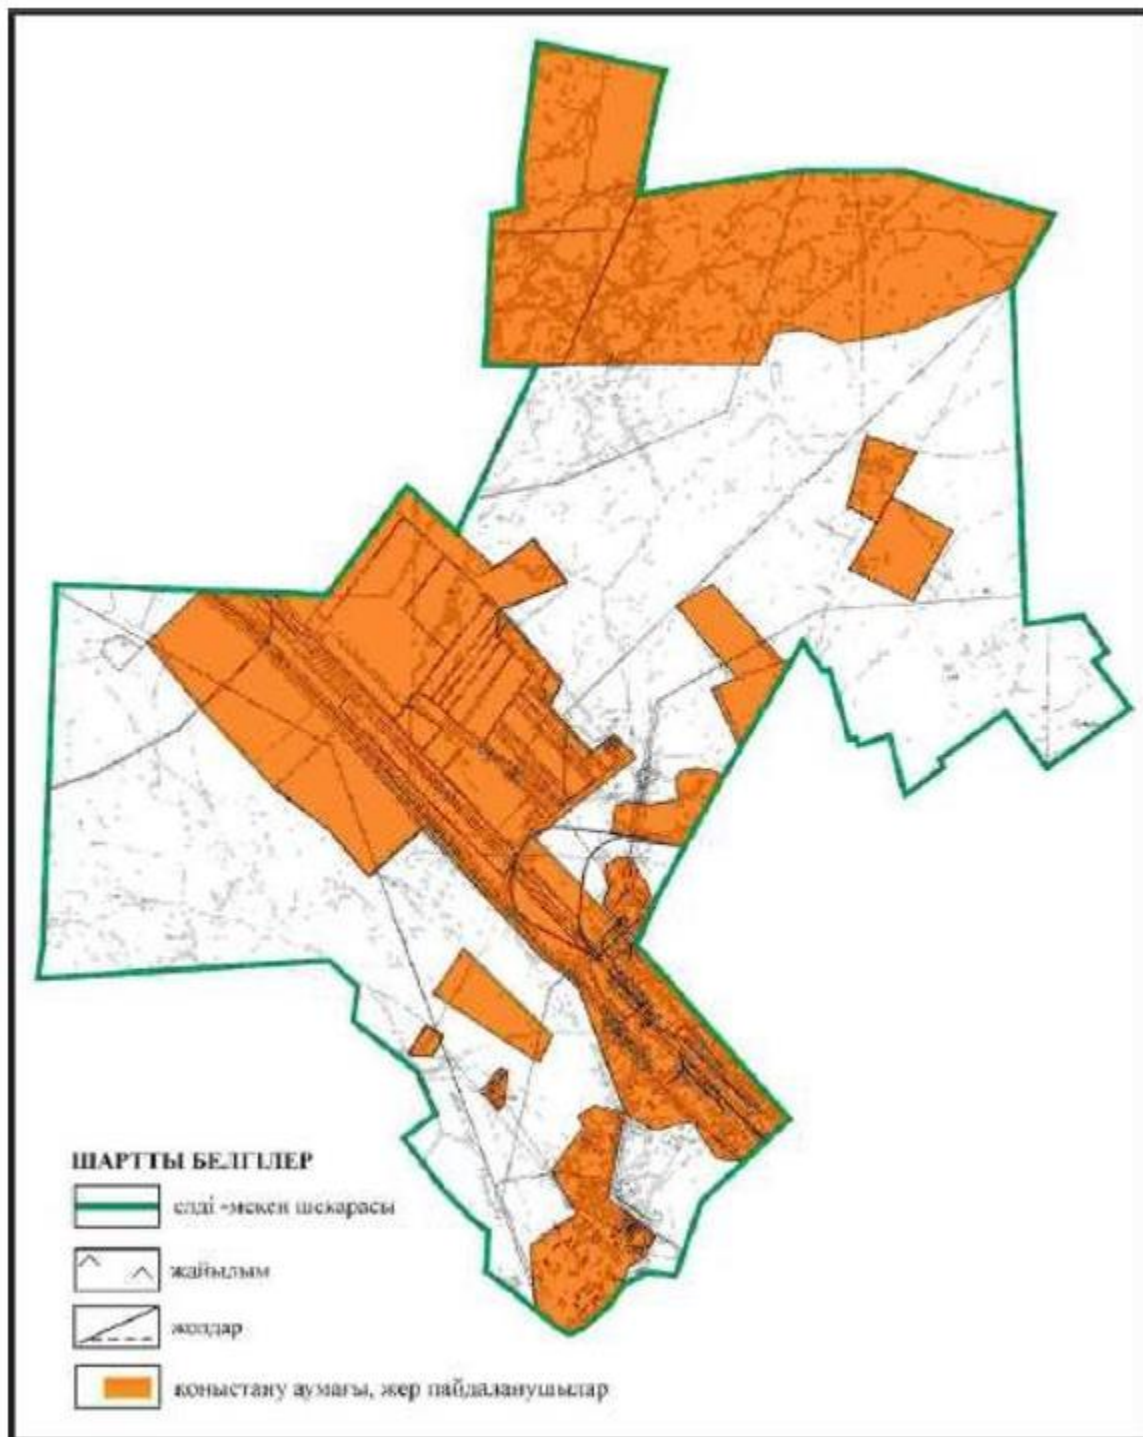 ШАРТТЫ БЕЛГІЛЕР
елді -мекен шекарасы
жайылым
жолдар
қоныстану аумағы, жер пайдаланушылар